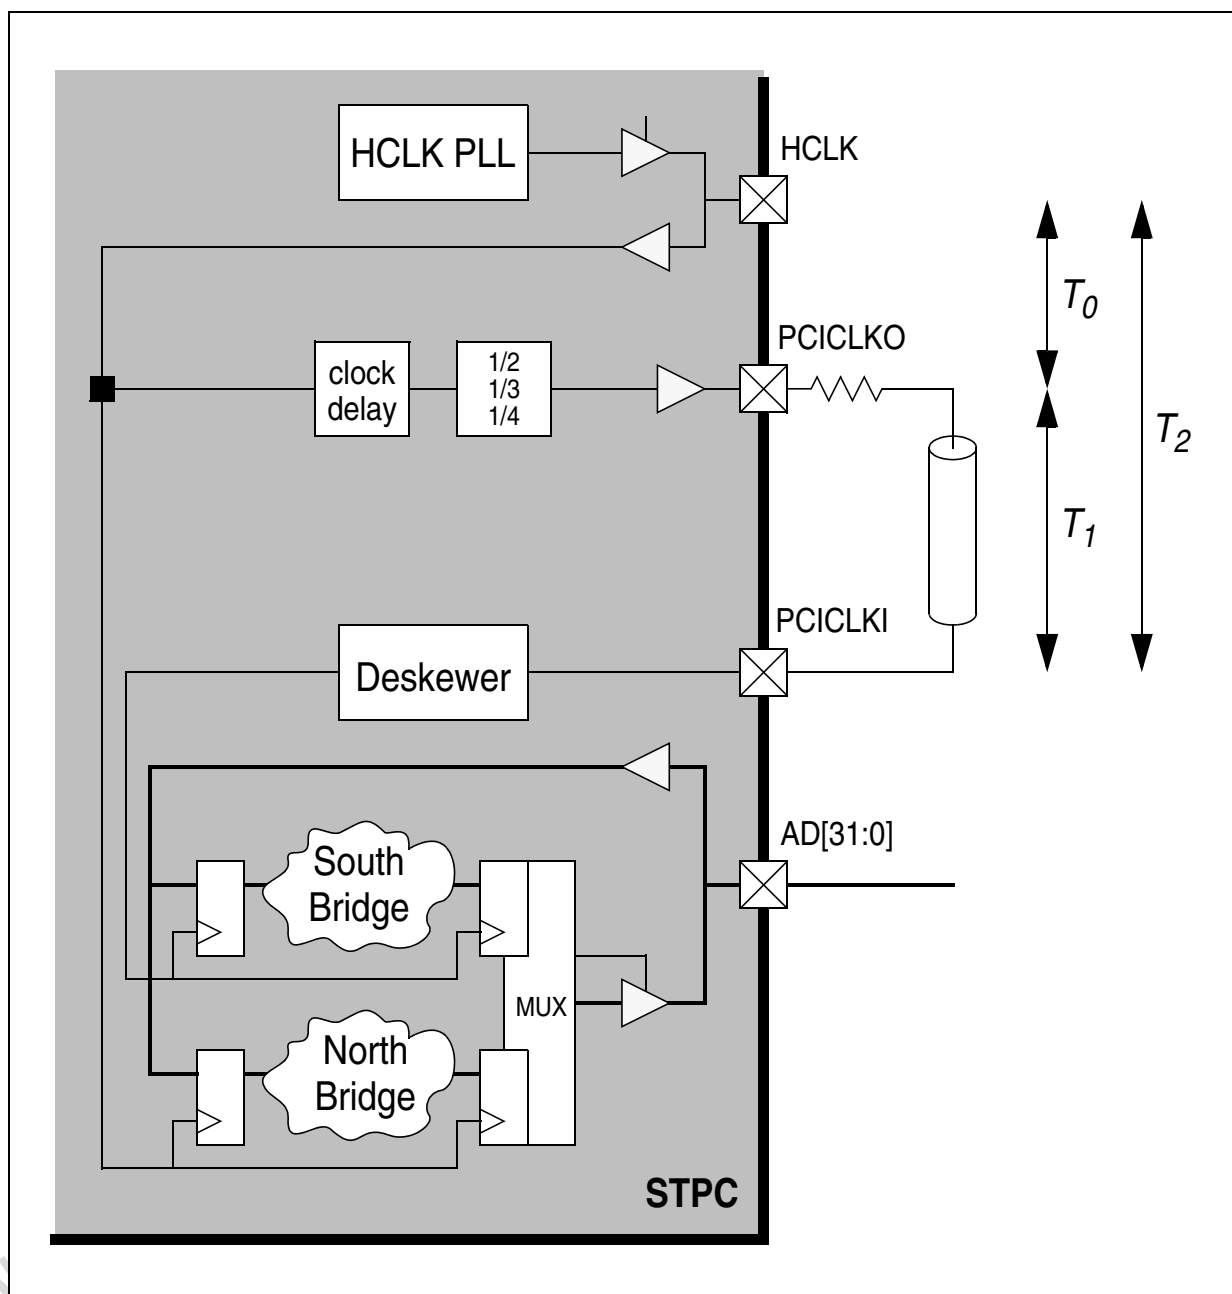 HCLK PLL
HCLK
T0
PCICLKO
clock
delay
1/2
1/3
1/4
T2
T1
PCICLKI
Deskewer
AD[31:0]
South
Bridge
MUX
North
Bridge
STPC